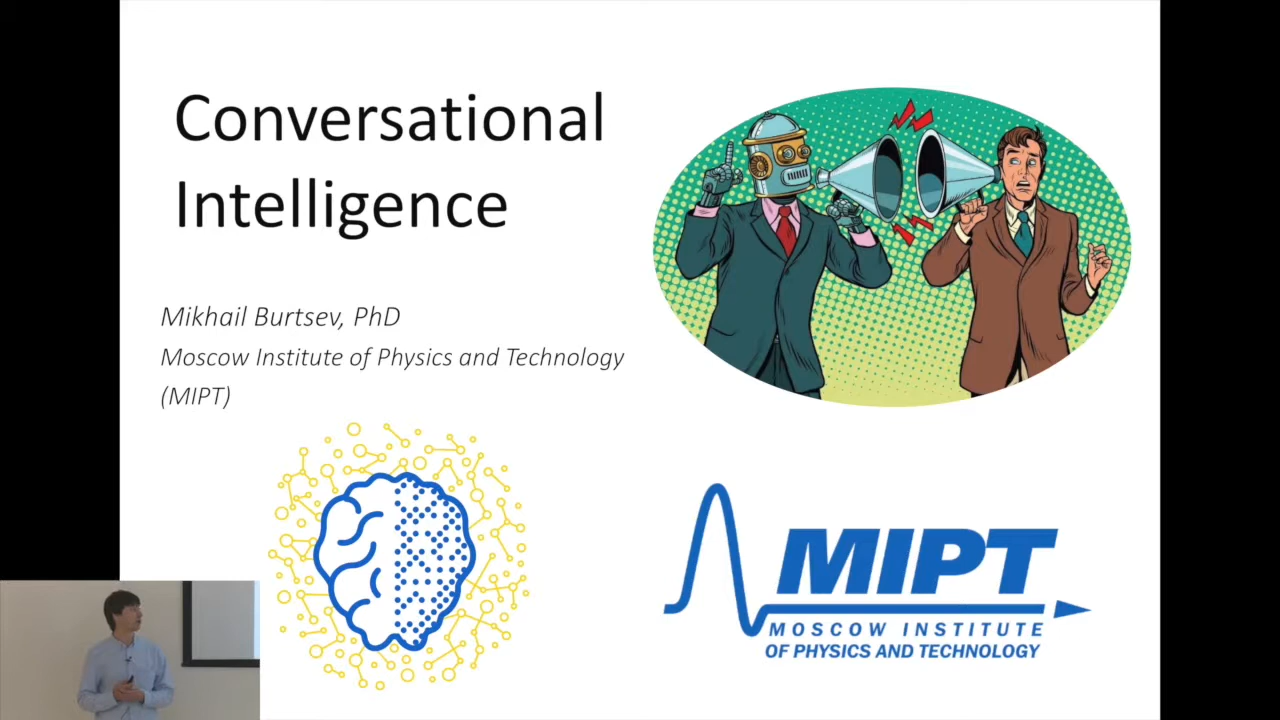 Conversational
Intelligence
Mikhail Burtsev, PhD
Moscow Institute of Physics and Technology
(MIPT)
MIPT
MOSCOW INSTITUTE
OF PHYSICS AND TECHNOLOGY